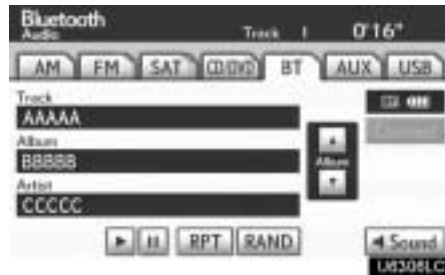 Bluetooth
Audio
Track 1 0'16"
AM FM SAT CD/DVD BT AUX USB
Track
AAAAA
Album
BBBBB
Album
Artist
CCCCC
RPT RAND
Sound
U6306LC